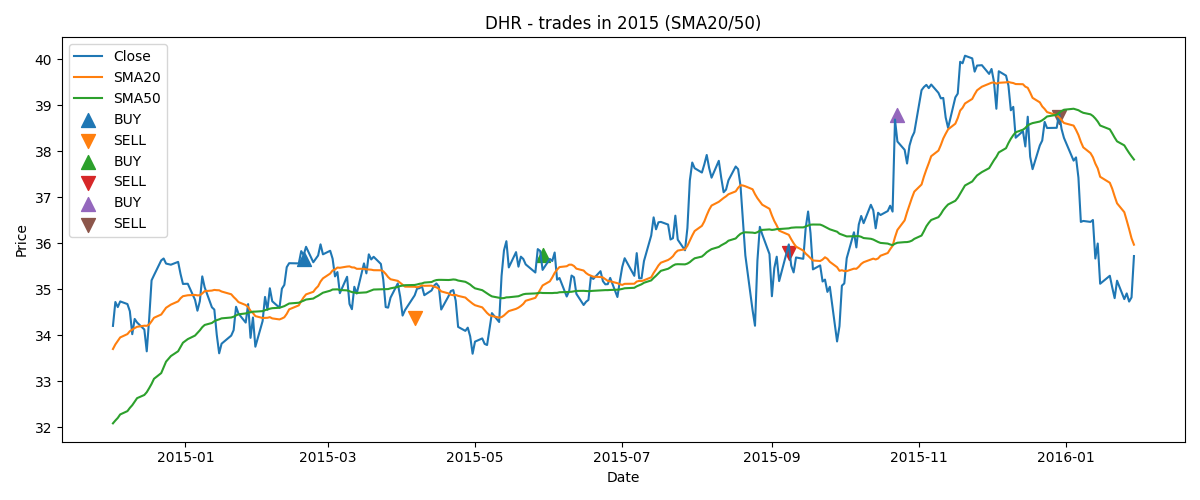 DHR - trades in 2015 (SMA20/50)
Close
SMA20
SMA50
BUY
SELL
BUY
SELL
BUY
SELL
Price
40
39
38
37
36
35
34
33
32
2015-01
2015-03
2015-05
2015-07
2015-09
2015-11
2016-01
Date